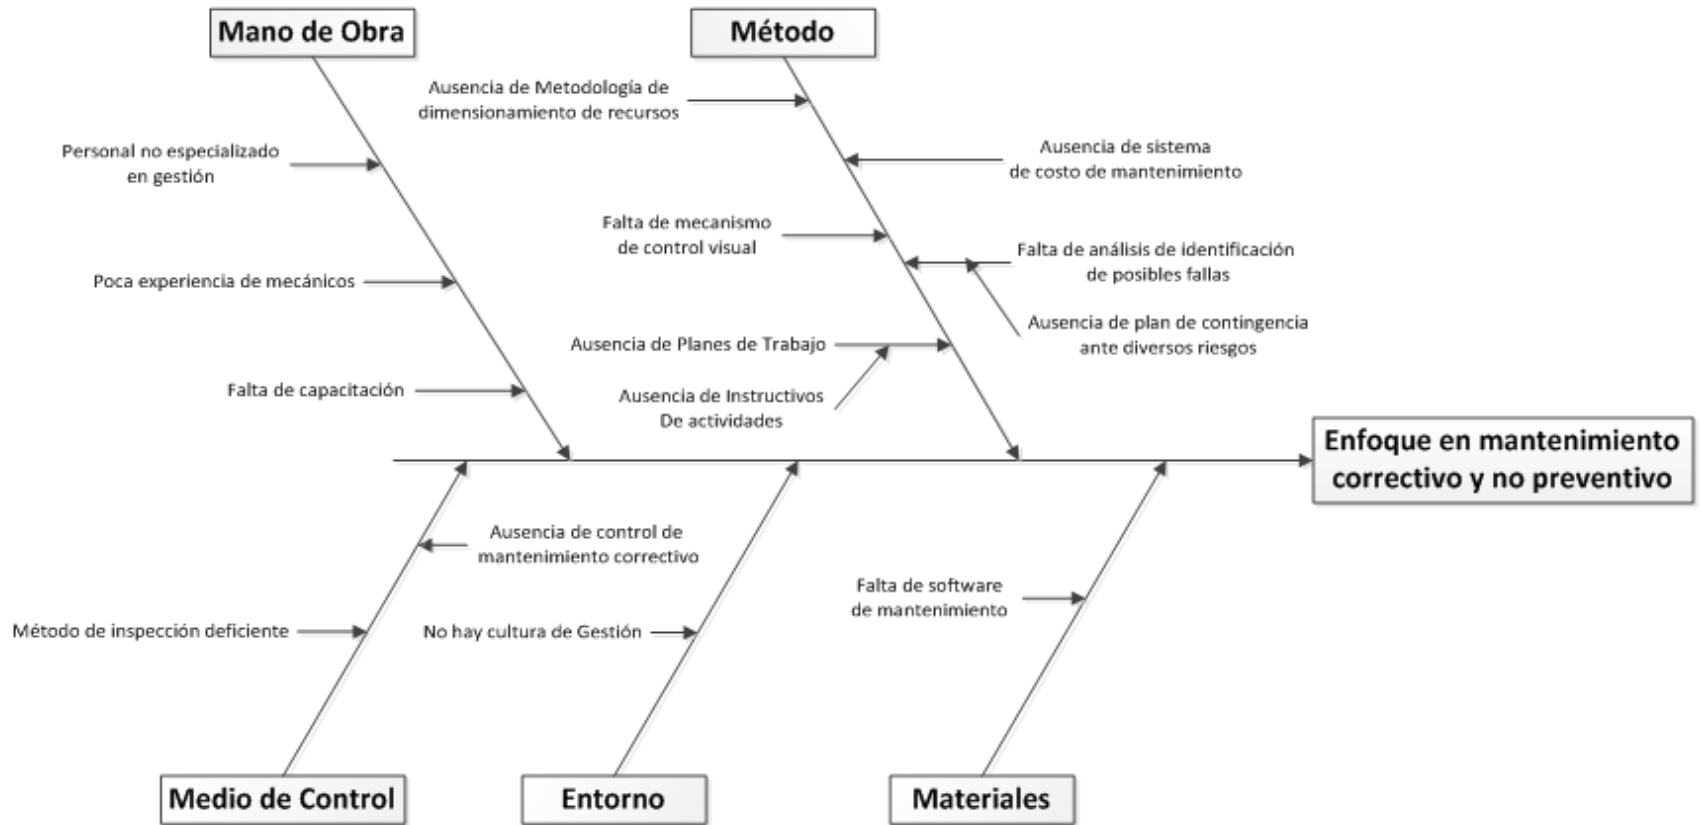 Mano de Obra
Método
Ausencia de Metodología de
dimensionamiento de recursos
Personal no especializado
en gestión
Ausencia de sistema
de costo de mantenimiento
Falta de mecanismo
de control visual
Falta de análisis de identificación
de posibles fallas
Poca experiencia de mecánicos
Ausencia de plan de contingencia
ante diversos riesgos
Ausencia de Planes de Trabajo
Falta de capacitación
Ausencia de Instructivos
De actividades
Enfoque en mantenimiento
correctivo y no preventivo
Ausencia de control de
mantenimiento correctivo
Método de inspección deficiente
No hay cultura de Gestión
Falta de software
de mantenimiento
Medio de Control
Entorno
Materiales